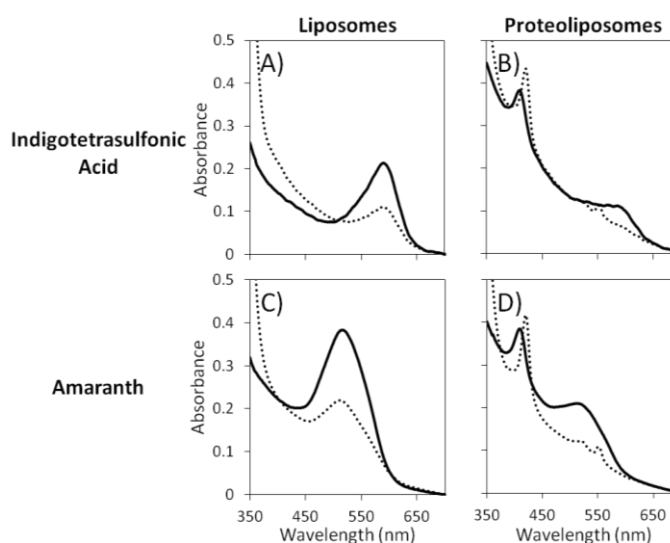 Liposomes
Proteoliposomes
Indigotetrasulfonic
Acid
Absorbance
0.5
0.4
0.3
0.2
0.1
0
A)
B)
Amaranth
Absorbance
0.5
0.4
0.3
0.2
0.1
0
C)
D)
350 450 550 650
350 450 550 650
Wavelength (nm)
Wavelength (nm)